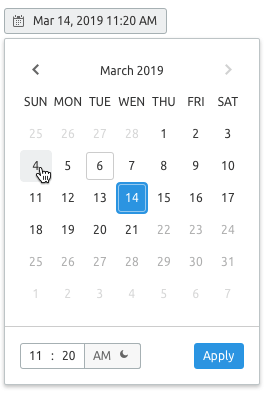 Mar 14, 2019 11:20 AM
March 2019
SUN MON TUE WEN THU FRI SAT
25 26 27 28 1 2 3
4 5 6 7 8 9 10
11 12 13 14 15 16 17
18 19 20 21 22 23 24
25 26 27 28 29 30 31
1 2 3 4 5 6 7
11 : 20 AM Apply